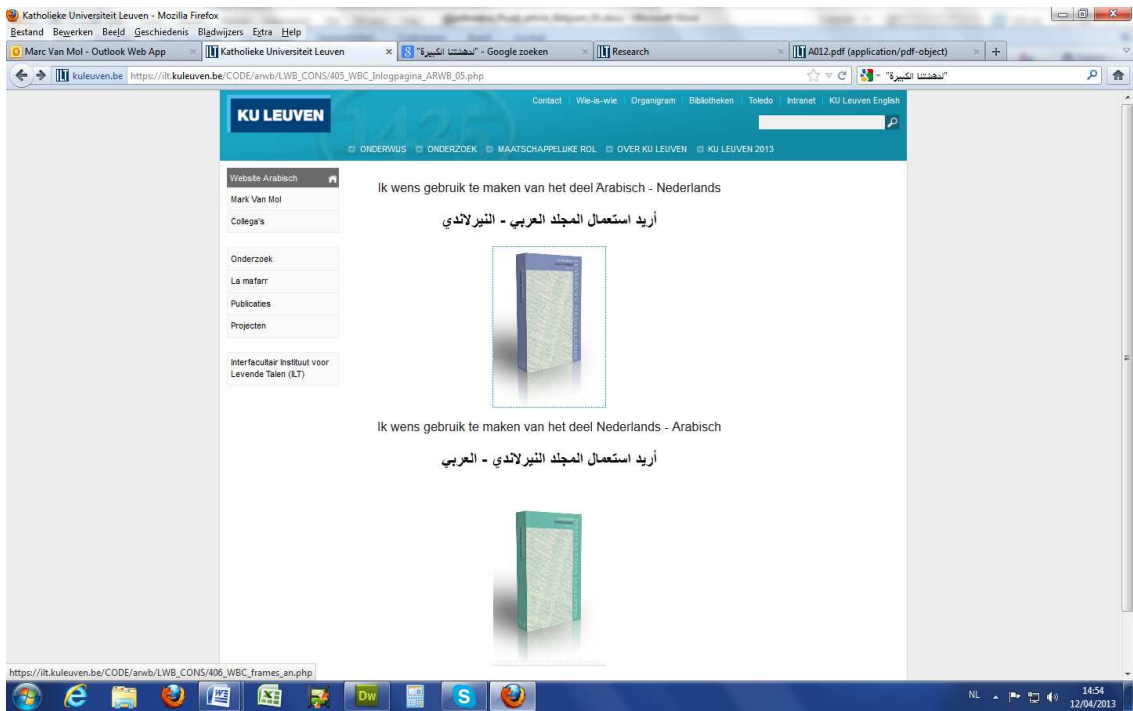 Katholieke Universiteit Leuven - Mozilla Firefox
Bestand Bewerken Beeld Geschiedenis Bladwijzers Extra Help
Marc Van Mol - Outlook Web App
Katholieke Universiteit Leuven
"لدهشتنا الكبيرة" - Google zoeken
Research
A012.pdf (application/pdf-object)
kuleuven.be https://ilt.kuleuven.be/CODE/arwb/LWB_CONS/405_WBC_Inlogpagina_ARWB_05.php
"لدهشتنا الكبيرة"
KU LEUVEN
Contact Wie-is-wie Organigram Bibliotheken Toledo Intranet KU Leuven English
ONDERWIJS ONDERZOEK MAATSCHAPPELIJKE ROL OVER KU LEUVEN KU LEUVEN 2013
Website Arabisch
Mark Van Mol
Collega's
Onderzoek
La mafarr
Publicaties
Projecten
Interfacultair Instituut voor
Levende Talen (ILT)
Ik wens gebruik te maken van het deel Arabisch - Nederlands
أريد استعمال المجلد العربي - النيرلاندي
Ik wens gebruik te maken van het deel Nederlands - Arabisch
أريد استعمال المجلد النيرلاندي - العربي
https://ilt.kuleuven.be/CODE/arwb/LWB_CONS/406_WBC_frames_an.php
Dw
NL
14:54
12/04/2013